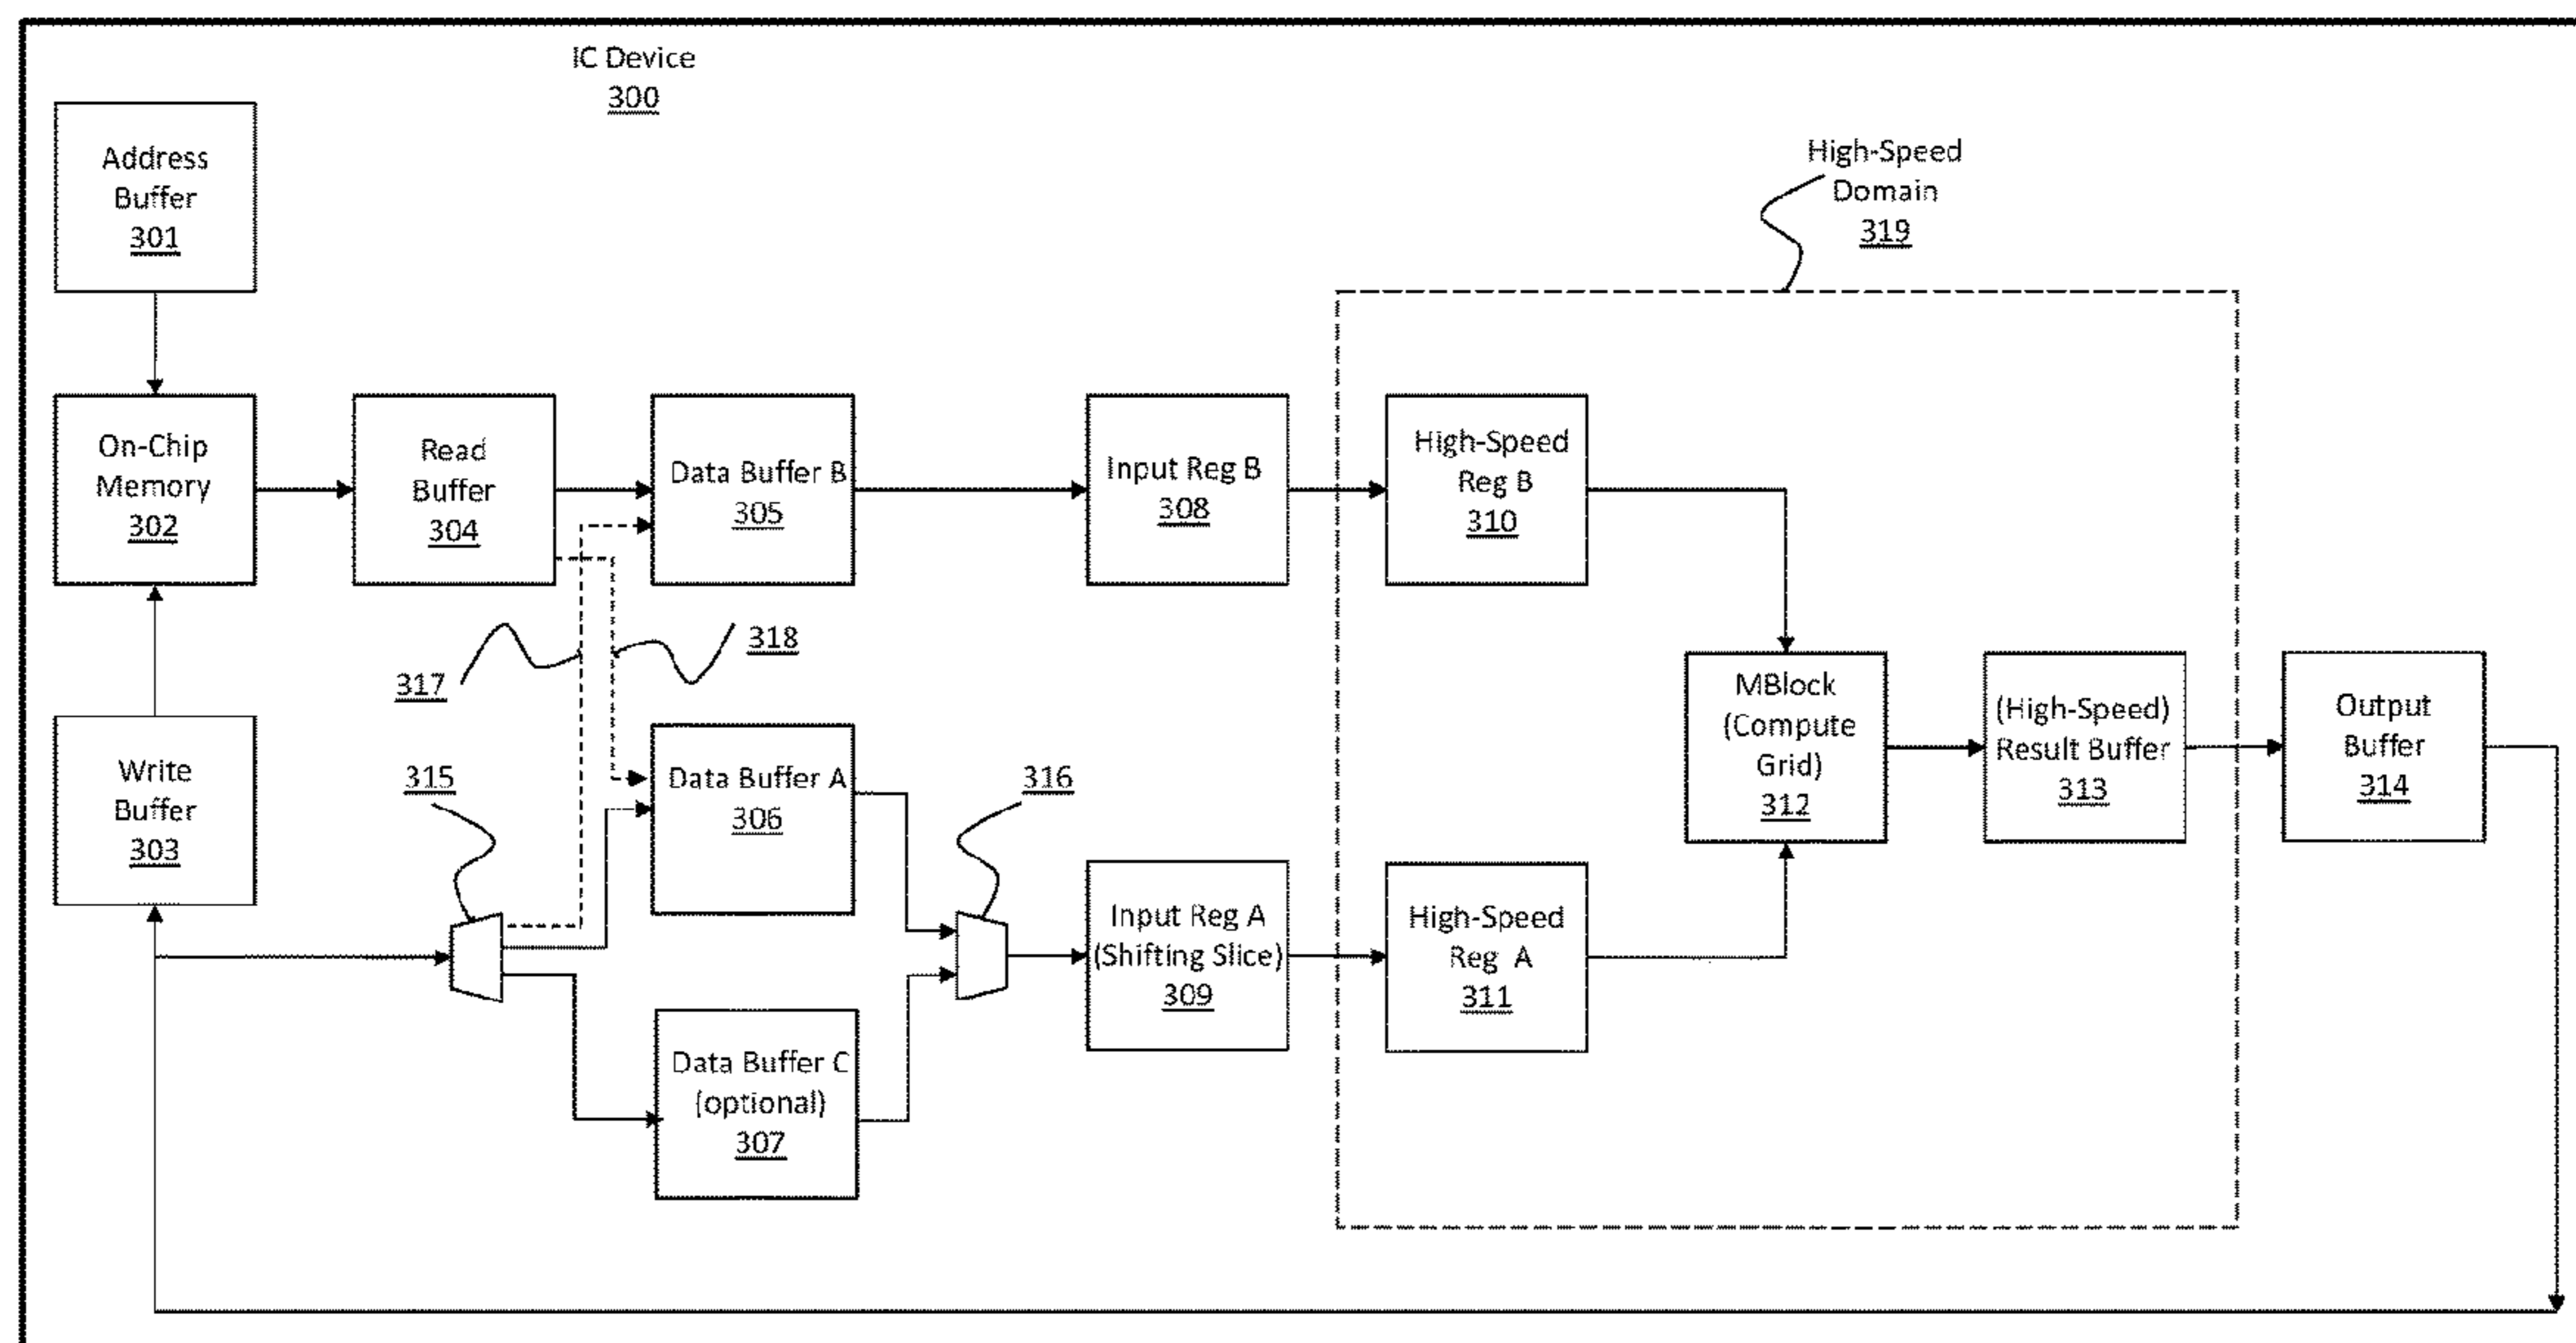 IC Device
300
Address
Buffer
301
High-Speed
Domain
319
On-Chip
Memory
302
Read
Buffer
304
Data Buffer B
305
Input Reg B
308
High-Speed
Reg B
310
317
318
Write
Buffer
303
315
Data Buffer A
306
316
MBlock
(Compute
Grid)
312
(High-Speed)
Result Buffer
313
Output
Buffer
314
Input Reg A
(Shifting Slice)
309
High-Speed
Reg A
311
Data Buffer C
(optional)
307